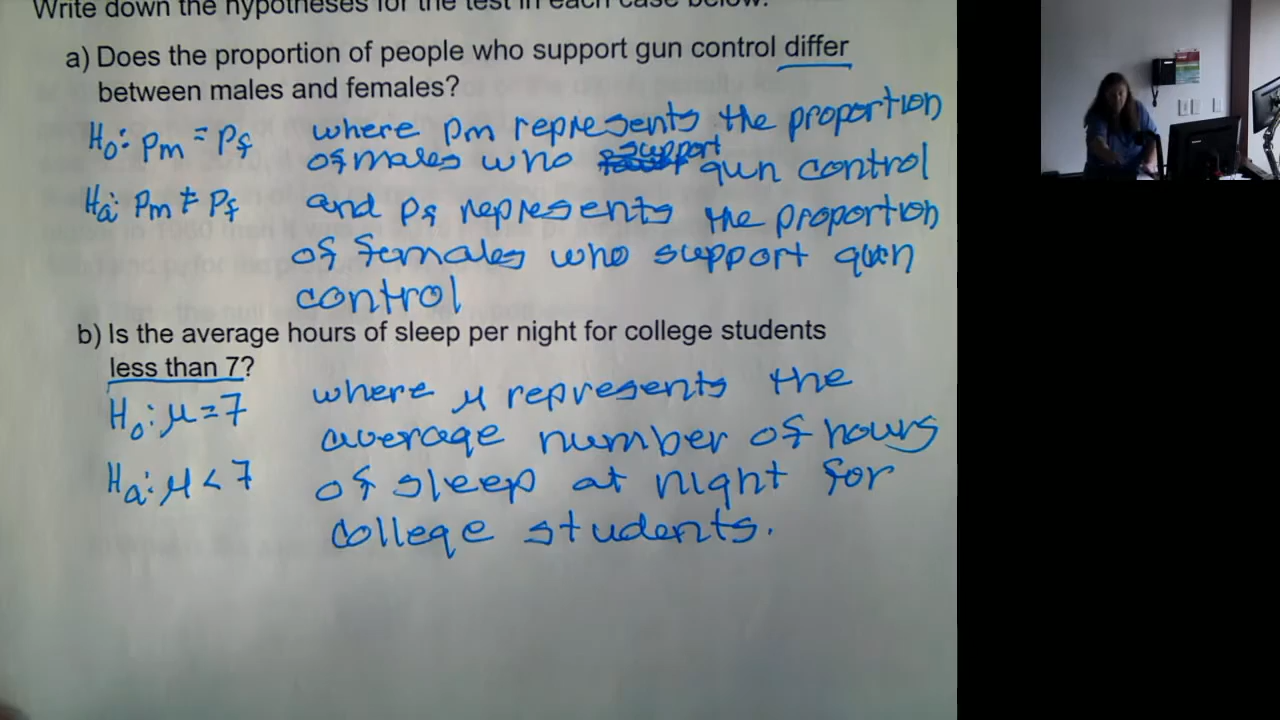 Write down the hypotheses for the test in each case below.
a) Does the proportion of people who support gun control differ
between males and females?
H₀: pm = pf where pm represents the proportion
of males who support gun control
Ha: pm ≠ pf and pf represents the proportion
of females who support gun
control
b) Is the average hours of sleep per night for college students
less than 7?
H₀: μ = 7 where μ represents the
average number of hours
Ha: μ < 7 of sleep at night for
college students.